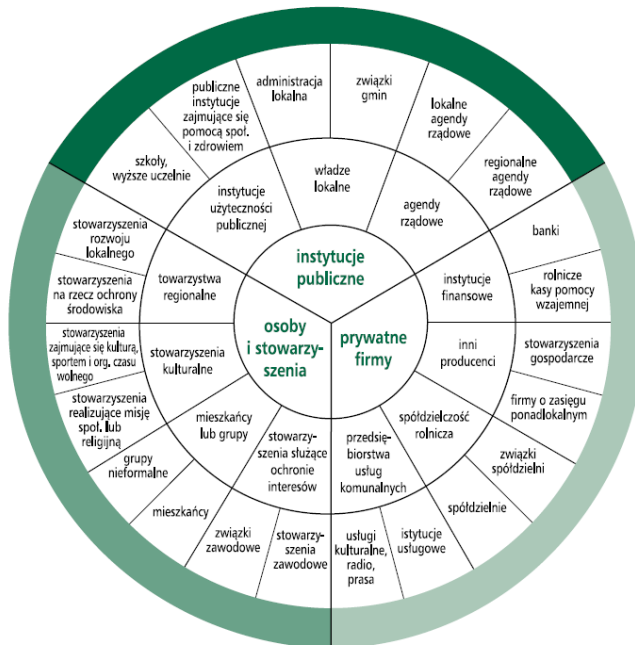 publiczne
instytucje
zajmujące się
pomocą społ.
i zdrowiem
administracja
lokalna
związki
gmin
lokalne
agendy
rządowe
regionalne
agendy
rządowe
szkoły,
wyższe uczelnie
instytucje
użyteczności
publicznej
władze
lokalne
agendy
rządowe
instytucje
publiczne
stowarzyszenia
rozwoju
lokalnego
stowarzyszenia
na rzecz ochrony
środowiska
stowarzyszenia
zajmujące się kulturą,
sportem i org. czasu
wolnego
stowarzyszenia
realizujące misję
społ. lub
religijną
grupy
nieformalne
mieszkańcy
związki
zawodowe
stowarzy-
szenia
zawodowe
towarzystwa
regionalne
stowarzyszenia
kulturalne
mieszkańcy
lub grupy
stowarzy-
szenia służące
ochronie
interesów
osoby
i stowarzy-
szenia
prywatne
firmy
instytucje
finansowe
inni
producenci
spółdzielczość
rolnicza
przedsię-
biorstwa
usług
komunalnych
banki
rolnicze
kasy pomocy
wzajemnej
stowarzyszenia
gospodarcze
firmy o zasięgu
ponadlokalnym
związki
spółdzielni
spółdzielnie
istytucje
usługowe
usługi
kulturalne,
radio,
prasa